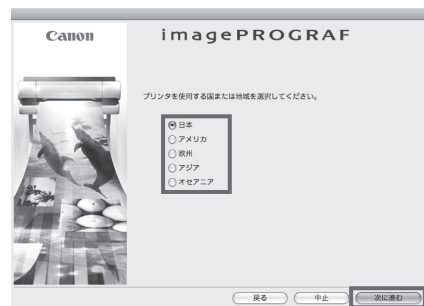 Canon
imagePROGRAF
プリンタを使用する国または地域を選択してください。
日本
アメリカ
欧州
アジア
オセアニア
戻る
中止
次に進む